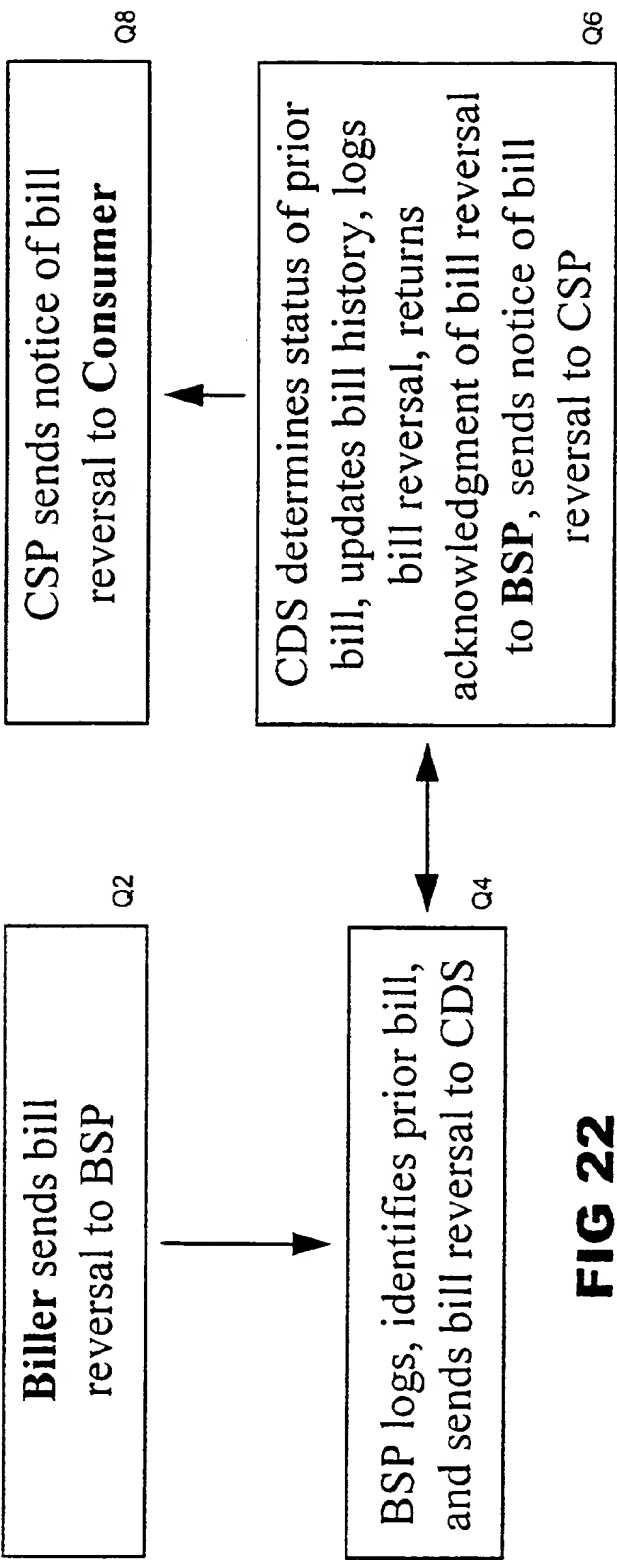 Biller sends bill
reversal to BSP
Q2
BSP logs, identifies prior bill,
and sends bill reversal to CDS
Q4
CDS determines status of prior
bill, updates bill history, logs
bill reversal, returns
acknowledgment of bill reversal
to BSP, sends notice of bill
reversal to CSP
Q6
CSP sends notice of bill
reversal to Consumer
Q8
FIG 22